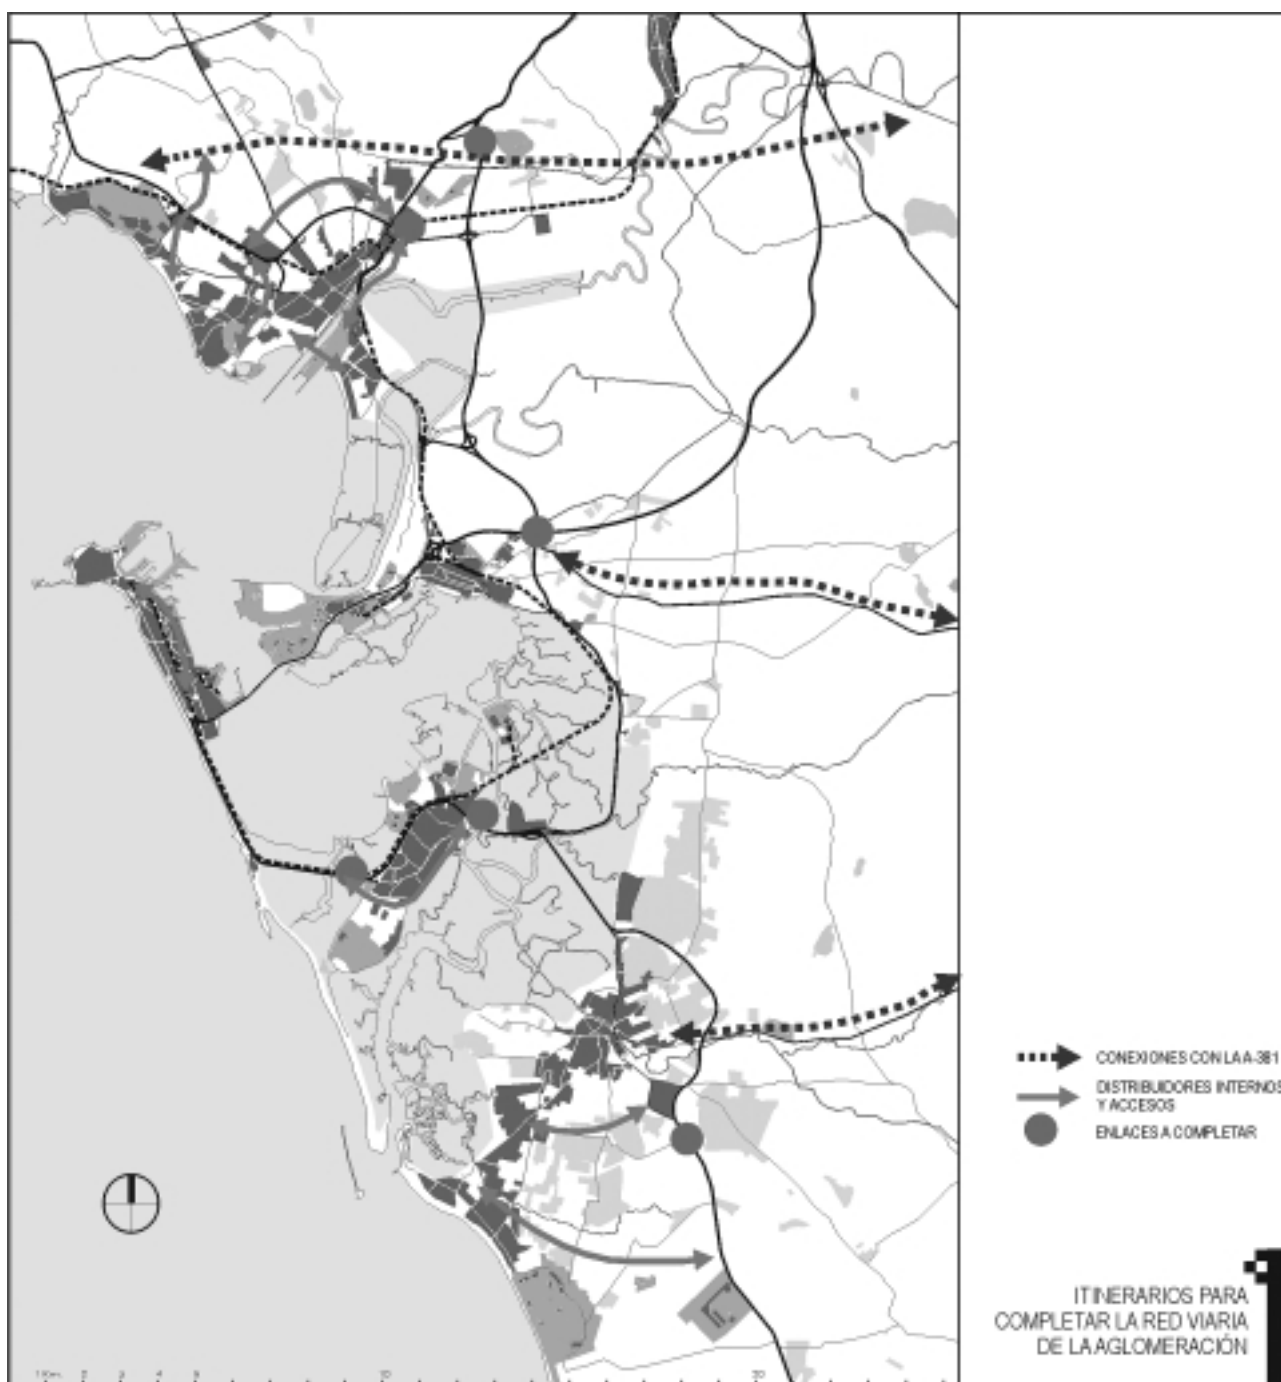 CONEXIONES CON LA A-381
DISTRIBUIDORES INTERNOS
Y ACCESOS
ENLACES A COMPLETAR
ITINERARIOS PARA
COMPLETAR LA RED VIARIA
DE LA AGLOMERACIÓN